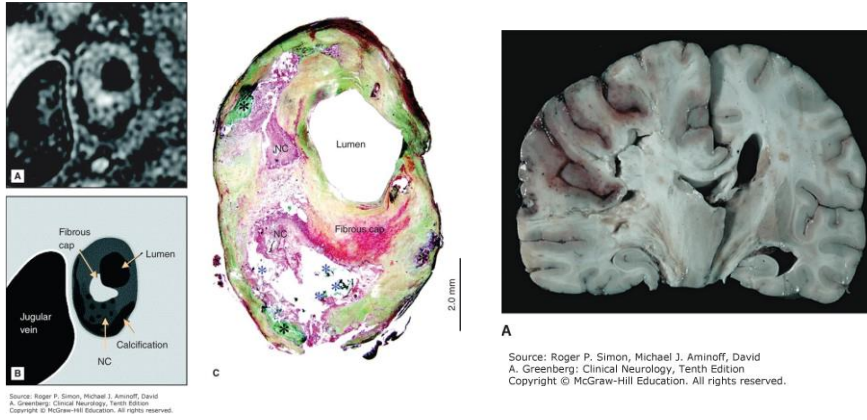 A
Fibrous
cap
Lumen
Jugular
vein
Calcification
NC
B
Source: Roger P. Simon, Michael J. Aminoff, David
A. Greenberg: Clinical Neurology, Tenth Edition
Copyright © McGraw-Hill Education. All rights reserved.
*
NC
Lumen
Fibrous cap
NC
*
*
*
*
*
2.0 mm
C
A
Source: Roger P. Simon, Michael J. Aminoff, David
A. Greenberg: Clinical Neurology, Tenth Edition
Copyright © McGraw-Hill Education. All rights reserved.